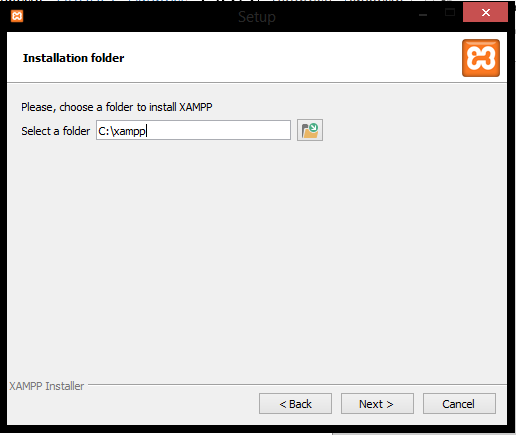 Setup
Installation folder
Please, choose a folder to install XAMPP
Select a folder C:\xampp
XAMPP Installer
< Back Next > Cancel